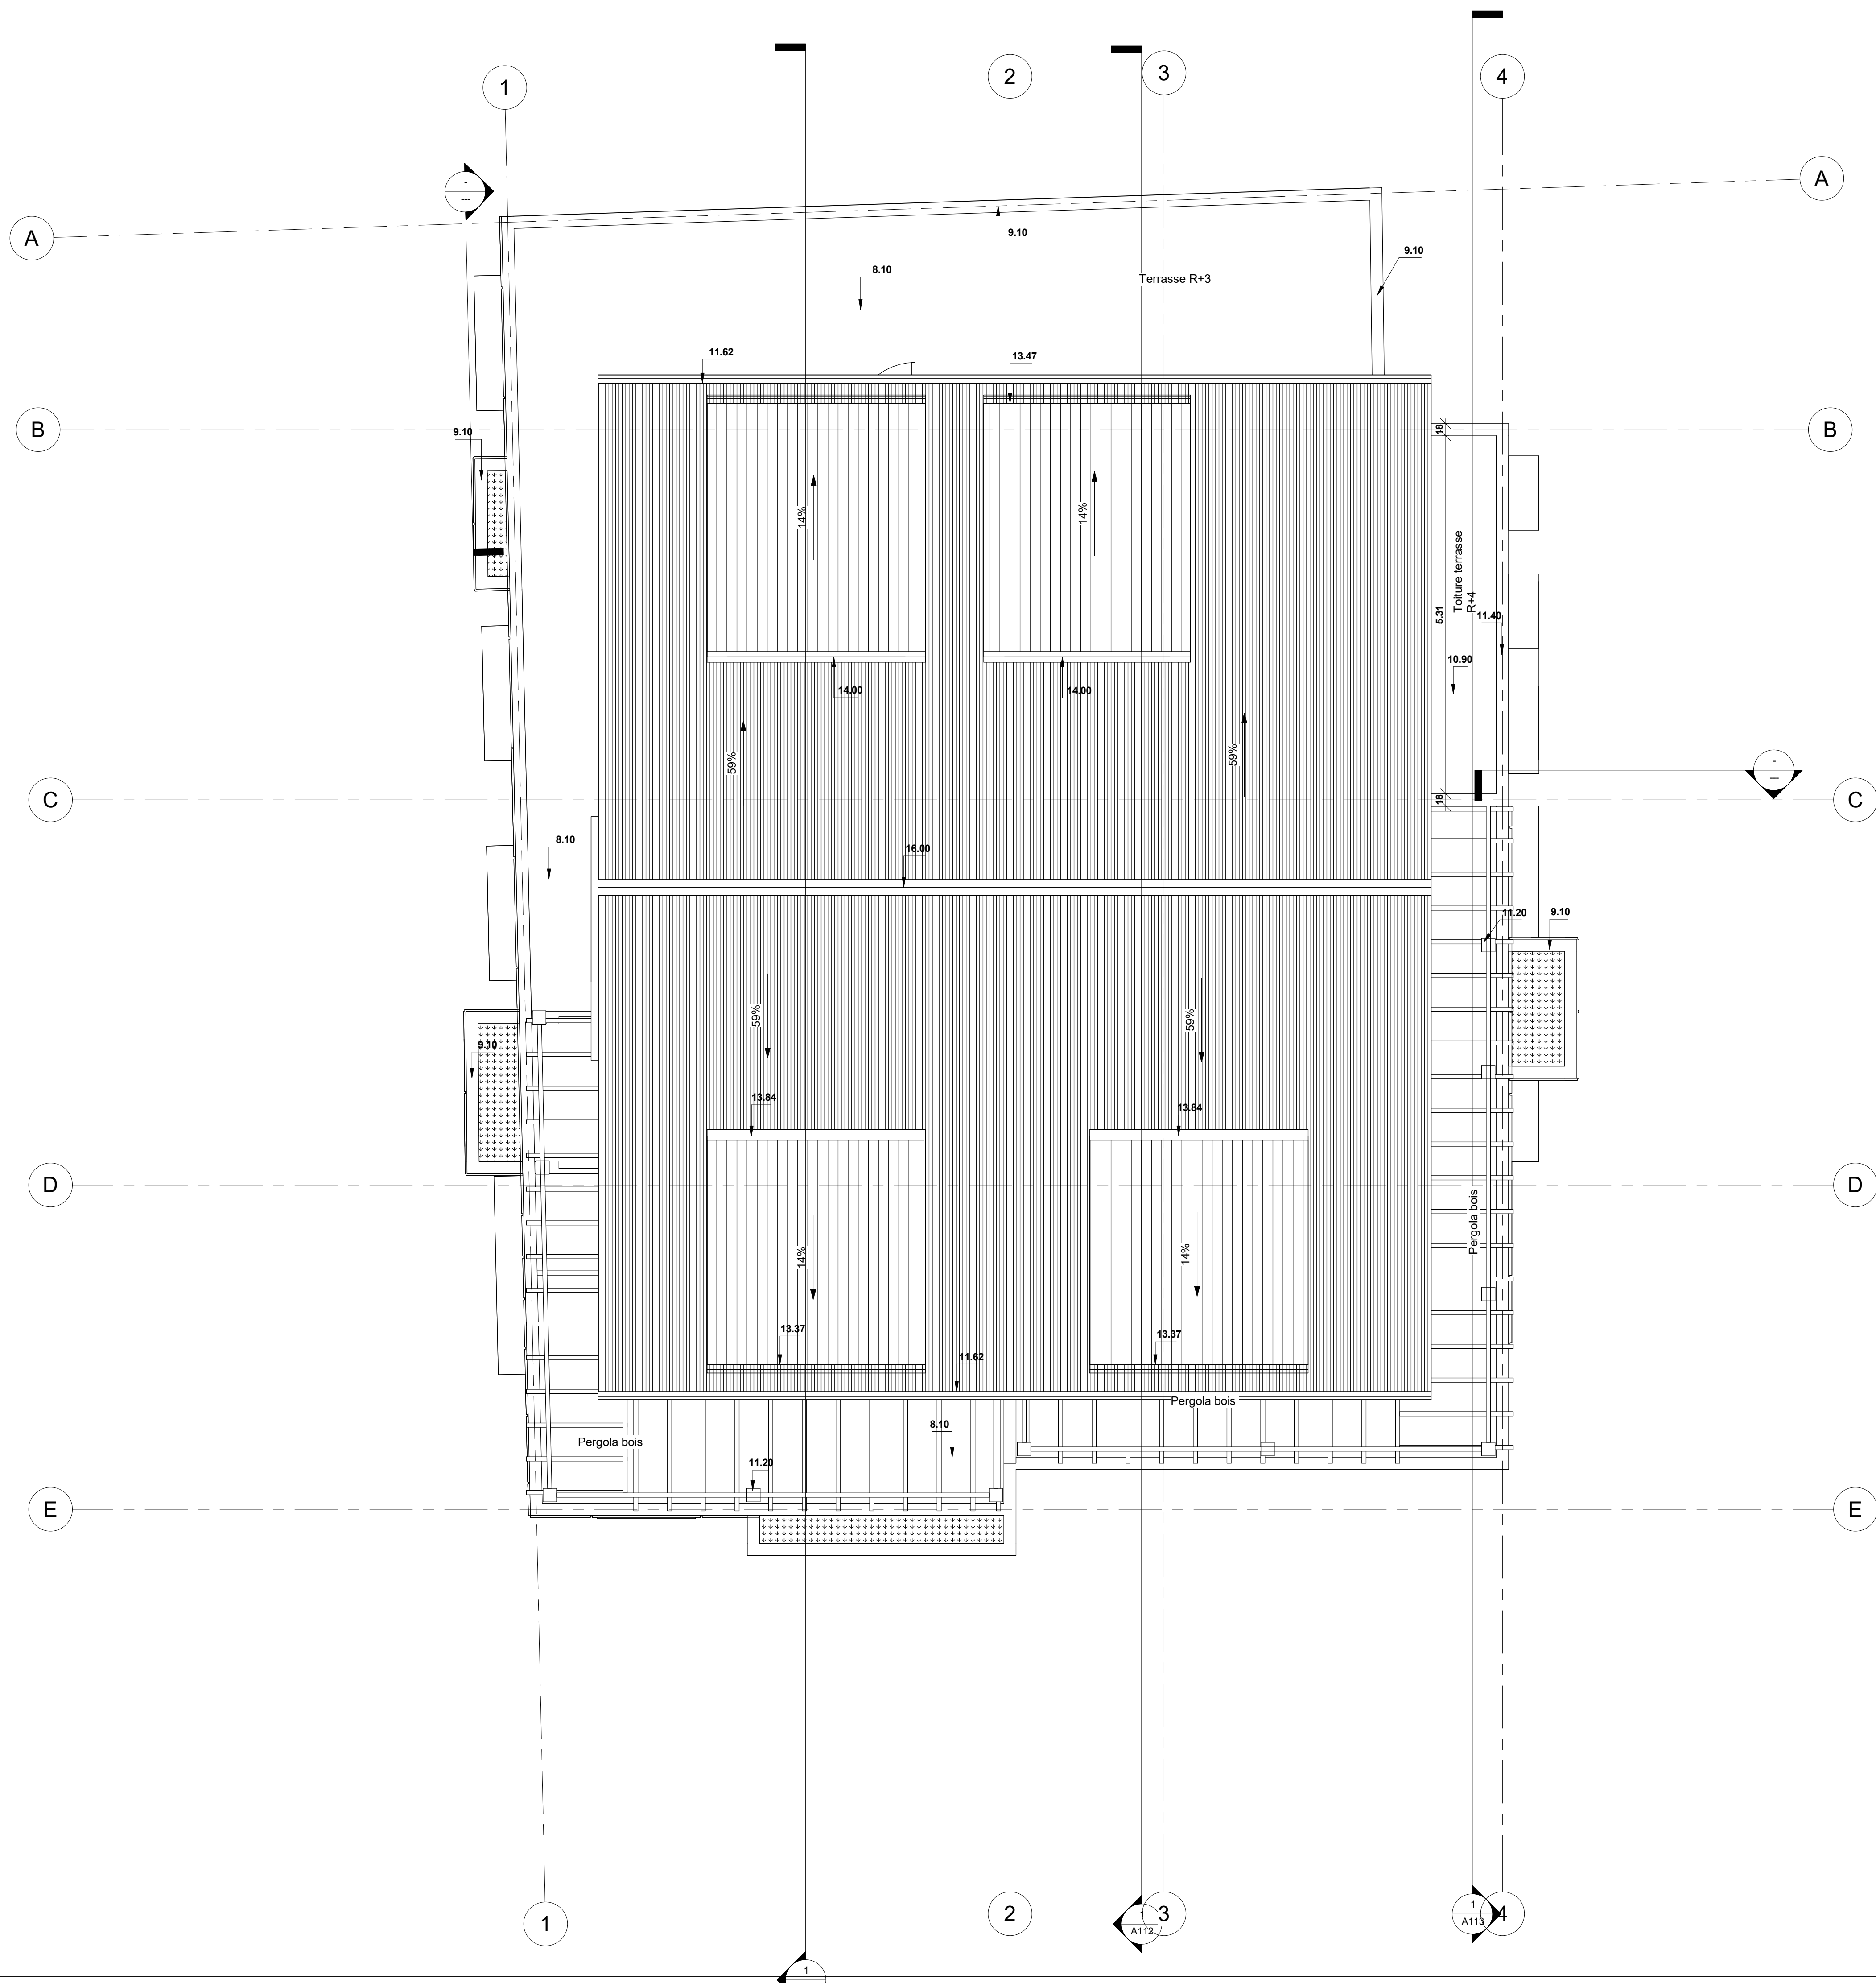 1
2
3
4
-
---
A
A
9.10
9.10
8.10
Terrasse R+3
11.62
13.47
B
B
9.10
18
14%
14%
Toiture terrasse
R+4
5.31
11.40
10.90
14.00
14.00
59%
59%
-
---
C
C
18
8.10
16.00
11.20
9.10
59%
59%
9.10
13.84
13.84
D
D
Pergola bois
14%
14%
13.37
13.37
11.62
Pergola bois
8.10
Pergola bois
11.20
E
E
1
2
1
A112
3
1
A113
4
1